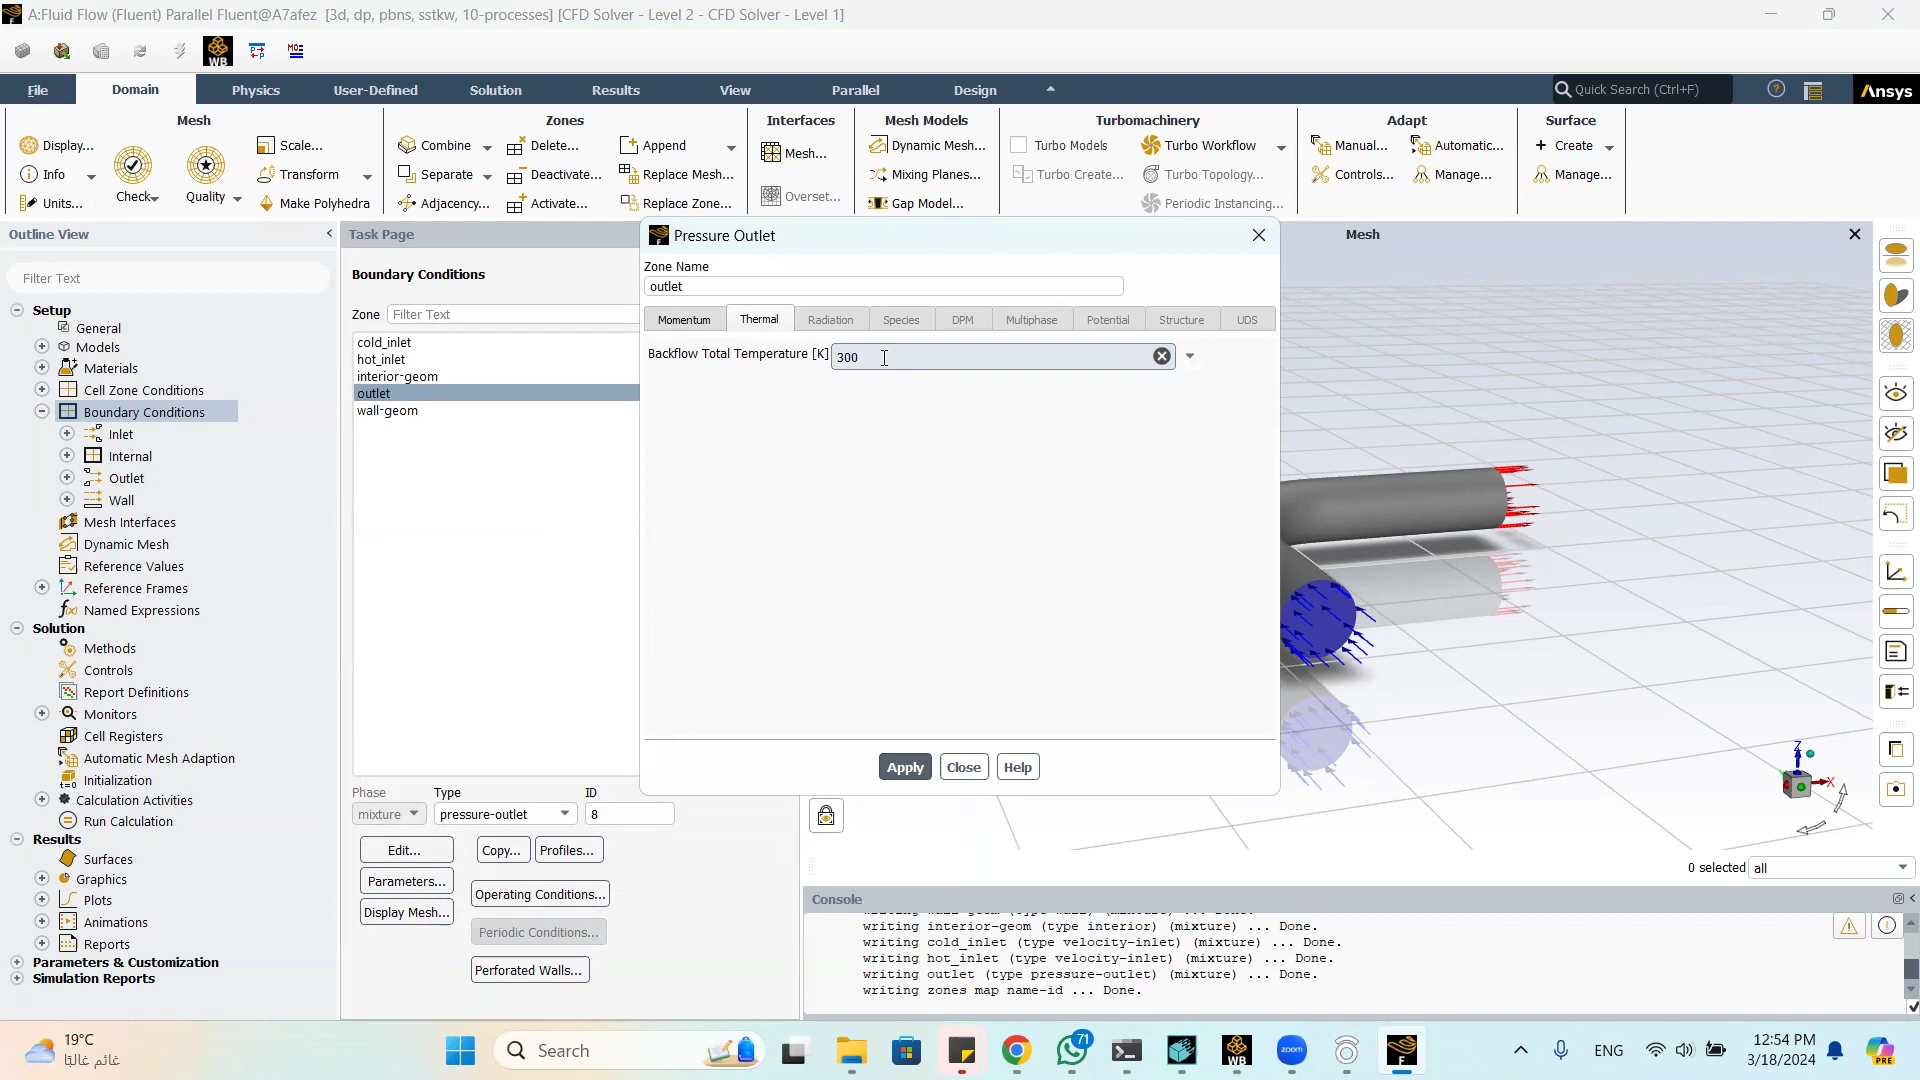 A:Fluid Flow (Fluent) Parallel Fluent@A7afez [3d, dp, pbns, sstkw, 10-processes] [CFD Solver - Level 2 - CFD Solver - Level 1]
WB
File Domain Physics User-Defined Solution Results View Parallel Design Quick Search (Ctrl+F) Ansys
Mesh
Display...
Info
Units...
Check
Quality
Scale...
Transform
Make Polyhedra
Zones
Combine Delete... Append
Separate Deactivate... Replace Mesh...
Adjacency... Activate... Replace Zone...
Interfaces
Mesh...
Overset...
Mesh Models
Dynamic Mesh...
Mixing Planes...
Gap Model...
Turbomachinery
Turbo Models Turbo Workflow
Turbo Create... Turbo Topology...
Periodic Instancing...
Adapt
Manual... Automatic...
Controls... Manage...
Surface
+ Create
Manage...
Outline View
Filter Text
Setup
General
Models
Materials
Cell Zone Conditions
Boundary Conditions
Inlet
Internal
Outlet
Wall
Mesh Interfaces
Dynamic Mesh
Reference Values
Reference Frames
Named Expressions
Solution
Methods
Controls
Report Definitions
Monitors
Cell Registers
Automatic Mesh Adaption
Initialization
Calculation Activities
Run Calculation
Results
Surfaces
Graphics
Plots
Animations
Reports
Parameters & Customization
Simulation Reports
Task Page
Boundary Conditions
Zone Filter Text
cold_inlet
hot_inlet
interior-geom
outlet
wall-geom
Phase Type ID
mixture pressure-outlet 8
Edit... Copy... Profiles...
Parameters... Operating Conditions...
Display Mesh... Periodic Conditions...
Perforated Walls...
Pressure Outlet
Zone Name
outlet
Momentum Thermal Radiation Species DPM Multiphase Potential Structure UDS
Backflow Total Temperature [K] 300
Apply Close Help
Mesh
Z
X
0 selected all
Console
writing interior-geom (type interior) (mixture) ... Done.
writing cold_inlet (type velocity-inlet) (mixture) ... Done.
writing hot_inlet (type velocity-inlet) (mixture) ... Done.
writing outlet (type pressure-outlet) (mixture) ... Done.
writing zones map name-id ... Done.
19°C
غائم غالبًا
Search
71
WB
zoom
F
ENG
12:54 PM
3/18/2024
PRE